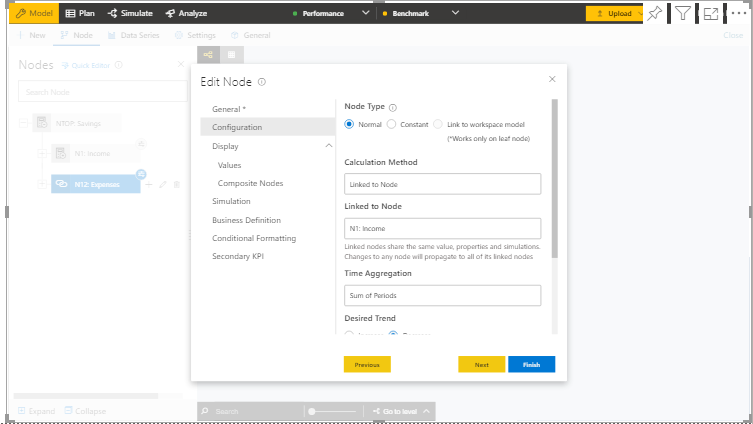 Model
Plan
Simulate
Analyze
Performance
Benchmark
Upload
New
Node
Data Series
Settings
General
Close
Nodes
Quick Editor
Search Node
NTOP: Savings
N1: Income
N12: Expenses
Edit Node
General *
Configuration
Display
Values
Composite Nodes
Simulation
Business Definition
Conditional Formatting
Secondary KPI
Node Type
Normal
Constant
Link to workspace model
(*Works only on leaf node)
Calculation Method
Linked to Node
Linked to Node
N1: Income
Linked nodes share the same value, properties and simulations.
Changes to any node will propagate to all of its linked nodes
Time Aggregation
Sum of Periods
Desired Trend
Previous
Next
Finish
Expand
Collapse
Search
Go to level